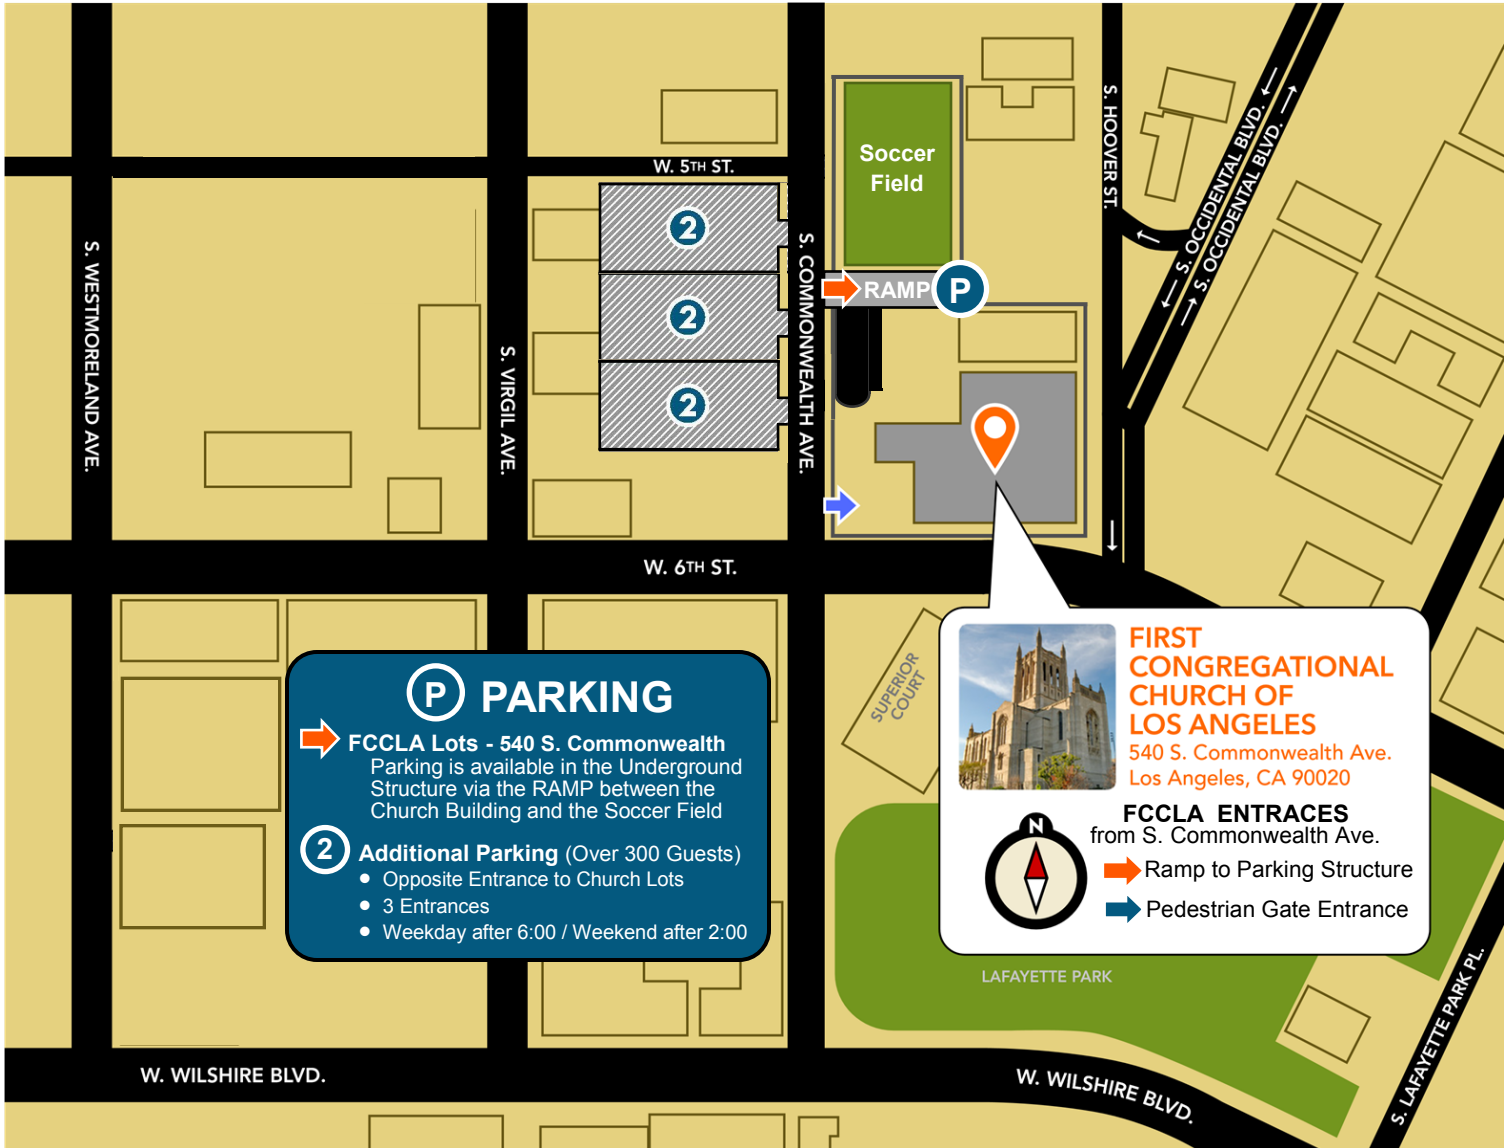 W. 5TH ST.
Soccer
Field
S. HOOVER ST.
S. OCCIDENTAL BLVD.
S. OCCIDENTAL BLVD.
S. WESTMORELAND AVE.
S. VIRGIL AVE.
S. COMMONWEALTH AVE.
2
2
2
RAMP
P
W. 6TH ST.
SUPERIOR
COURT
P PARKING
FCCLA Lots - 540 S. Commonwealth
Parking is available in the Underground
Structure via the RAMP between the
Church Building and the Soccer Field
2 Additional Parking (Over 300 Guests)
• Opposite Entrance to Church Lots
• 3 Entrances
• Weekday after 6:00 / Weekend after 2:00
FIRST
CONGREGATIONAL
CHURCH OF
LOS ANGELES
540 S. Commonwealth Ave.
Los Angeles, CA 90020
FCCLA ENTRACES
from S. Commonwealth Ave.
N
Ramp to Parking Structure
Pedestrian Gate Entrance
LAFAYETTE PARK
S. LAFAYETTE PARK PL.
W. WILSHIRE BLVD.
W. WILSHIRE BLVD.